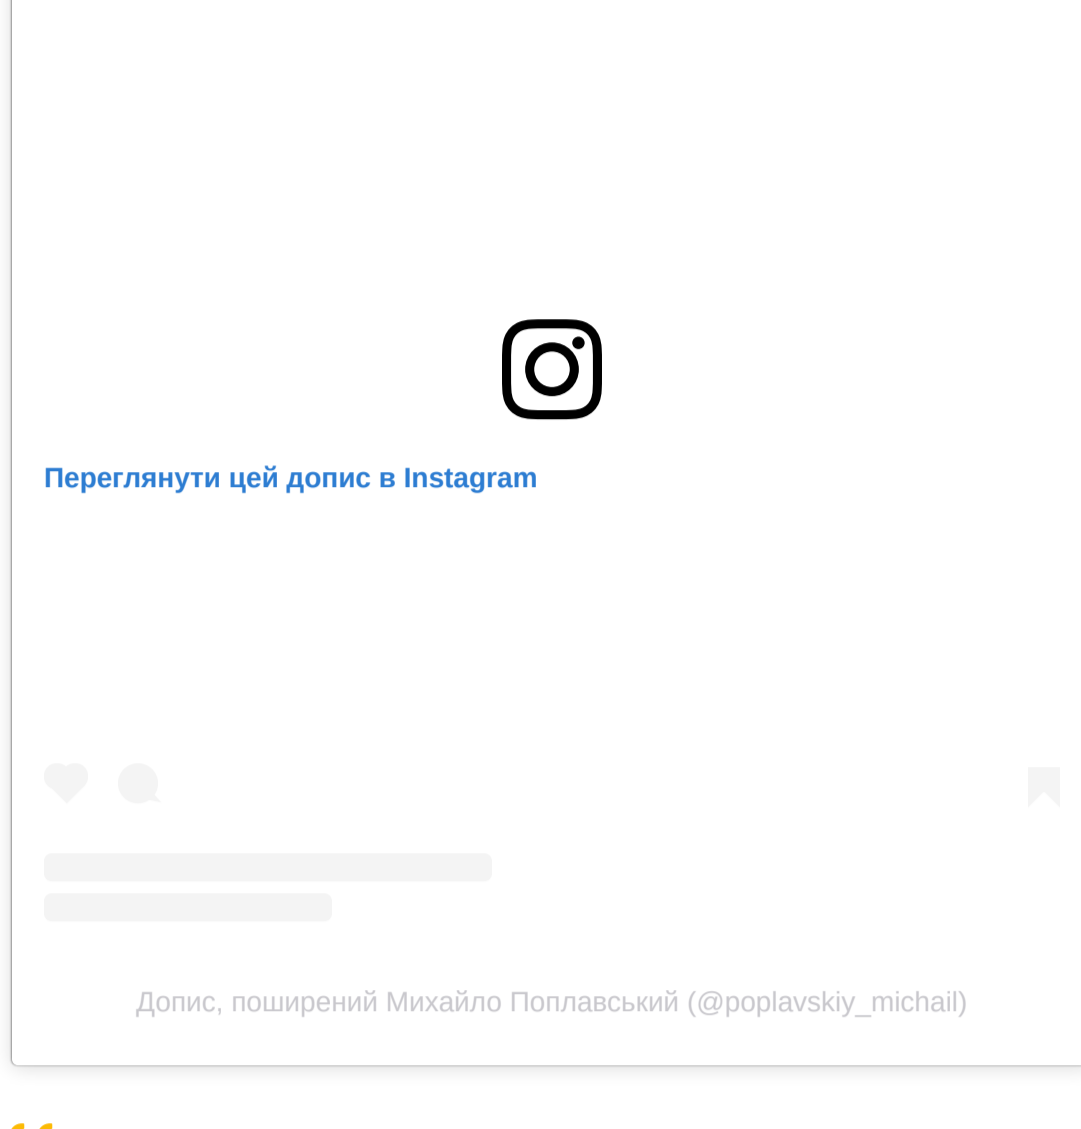 Переглянути цей допис в Instagram
Допис, поширений Михайло Поплавський (@poplavskiy_michail)